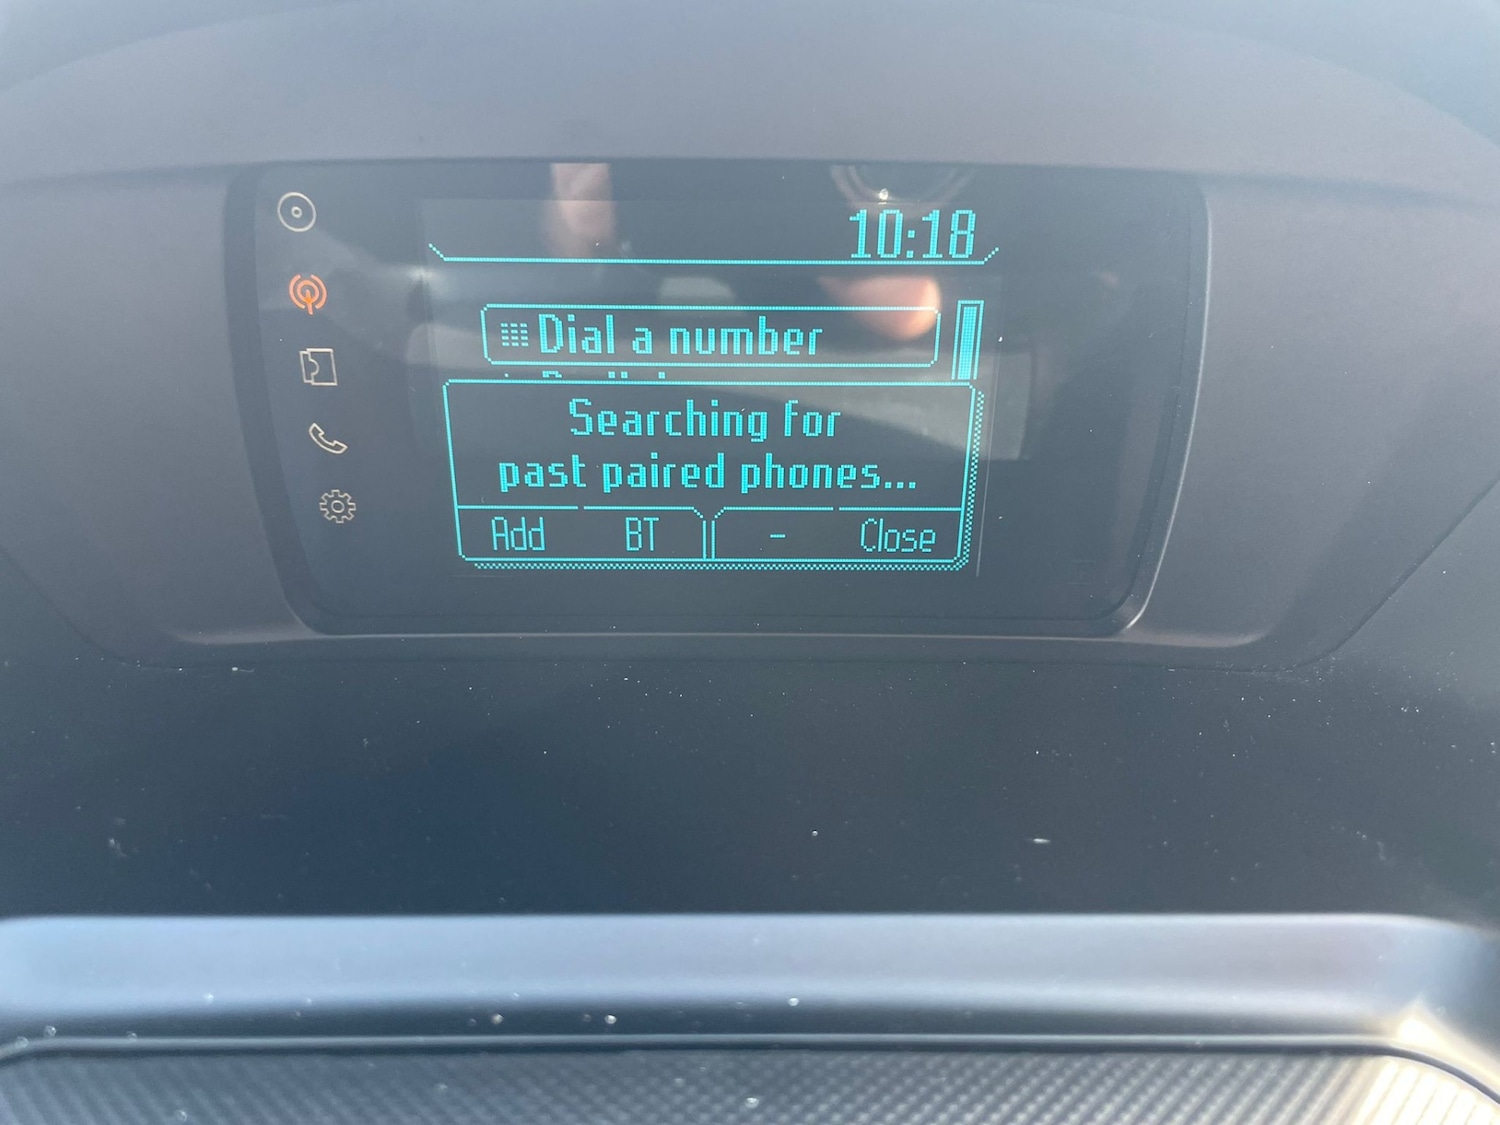 10:18
Dial a number
Searching for
past paired phones...
Add BT - Close